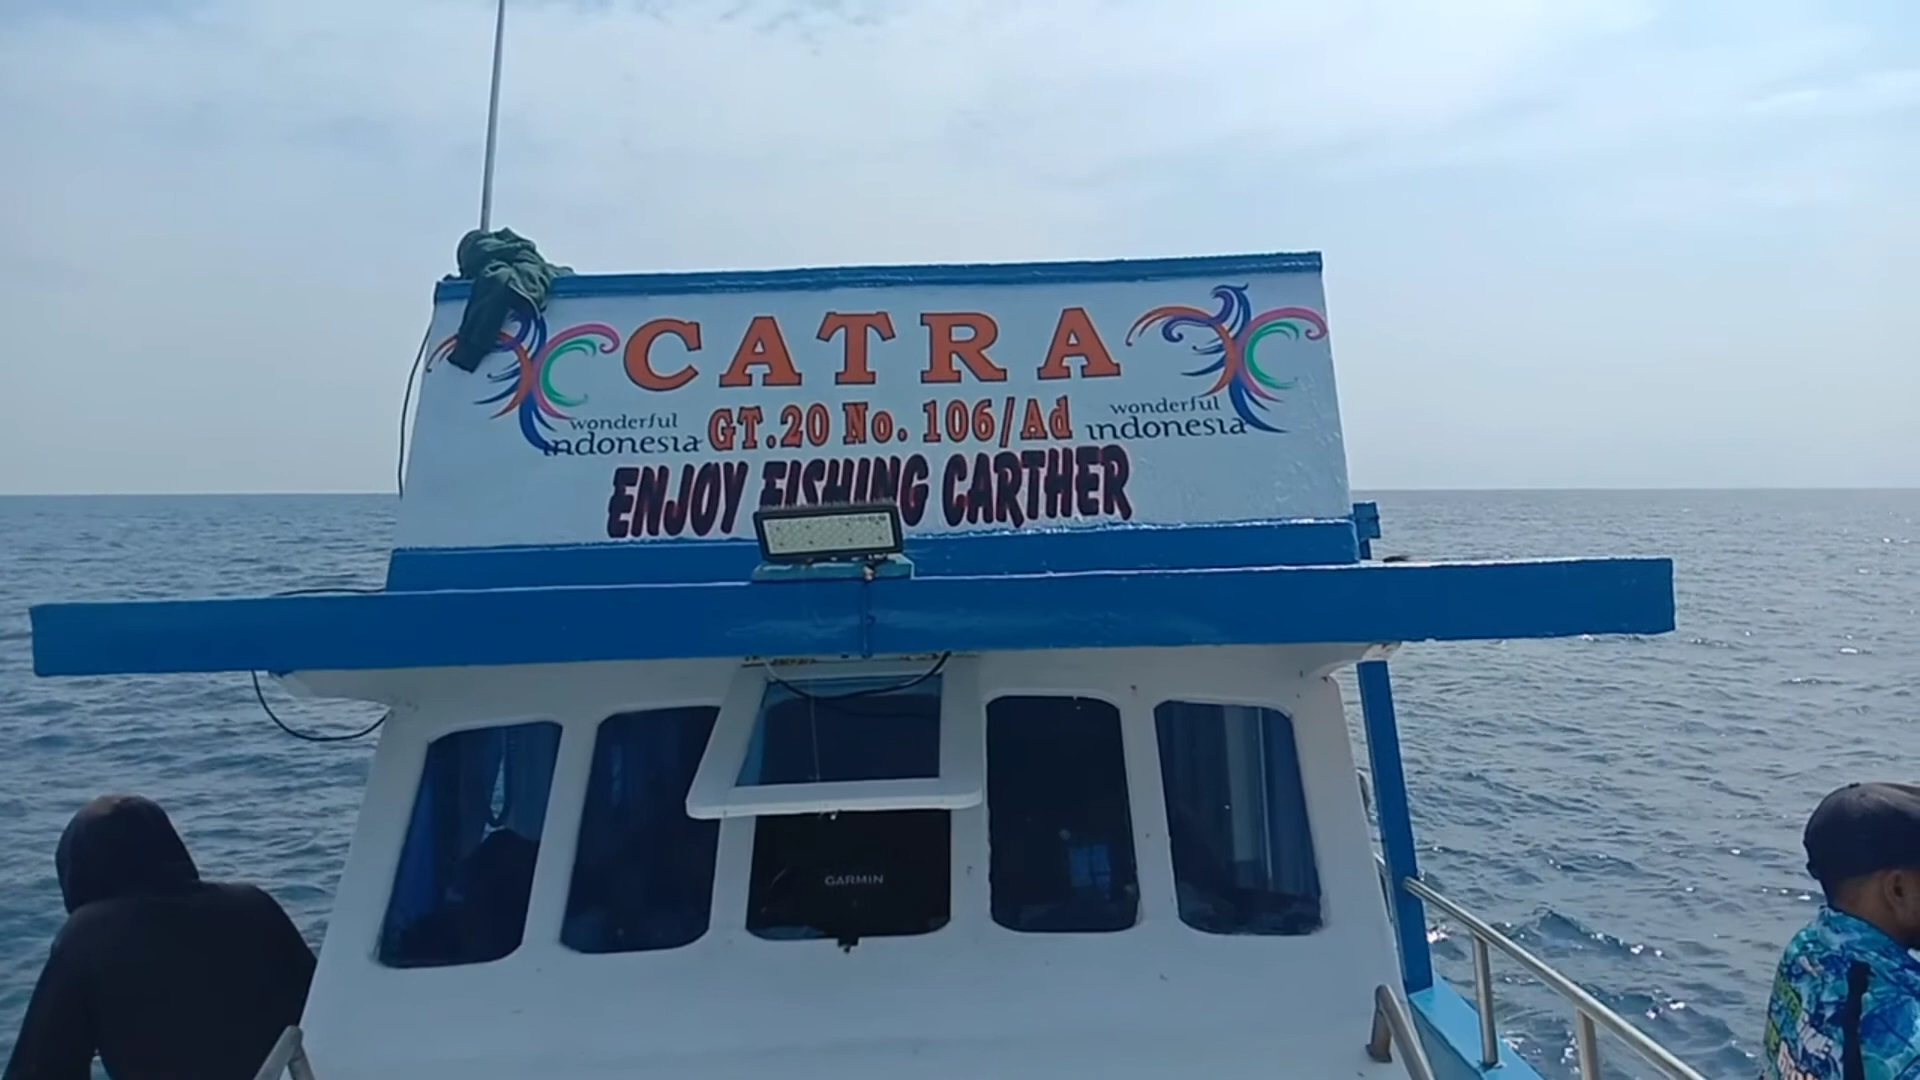 CATRA
wonderful
indonesia
GT.20 No. 106/Ad
wonderful
indonesia
ENJOY FISHING CARTHER
GARMIN